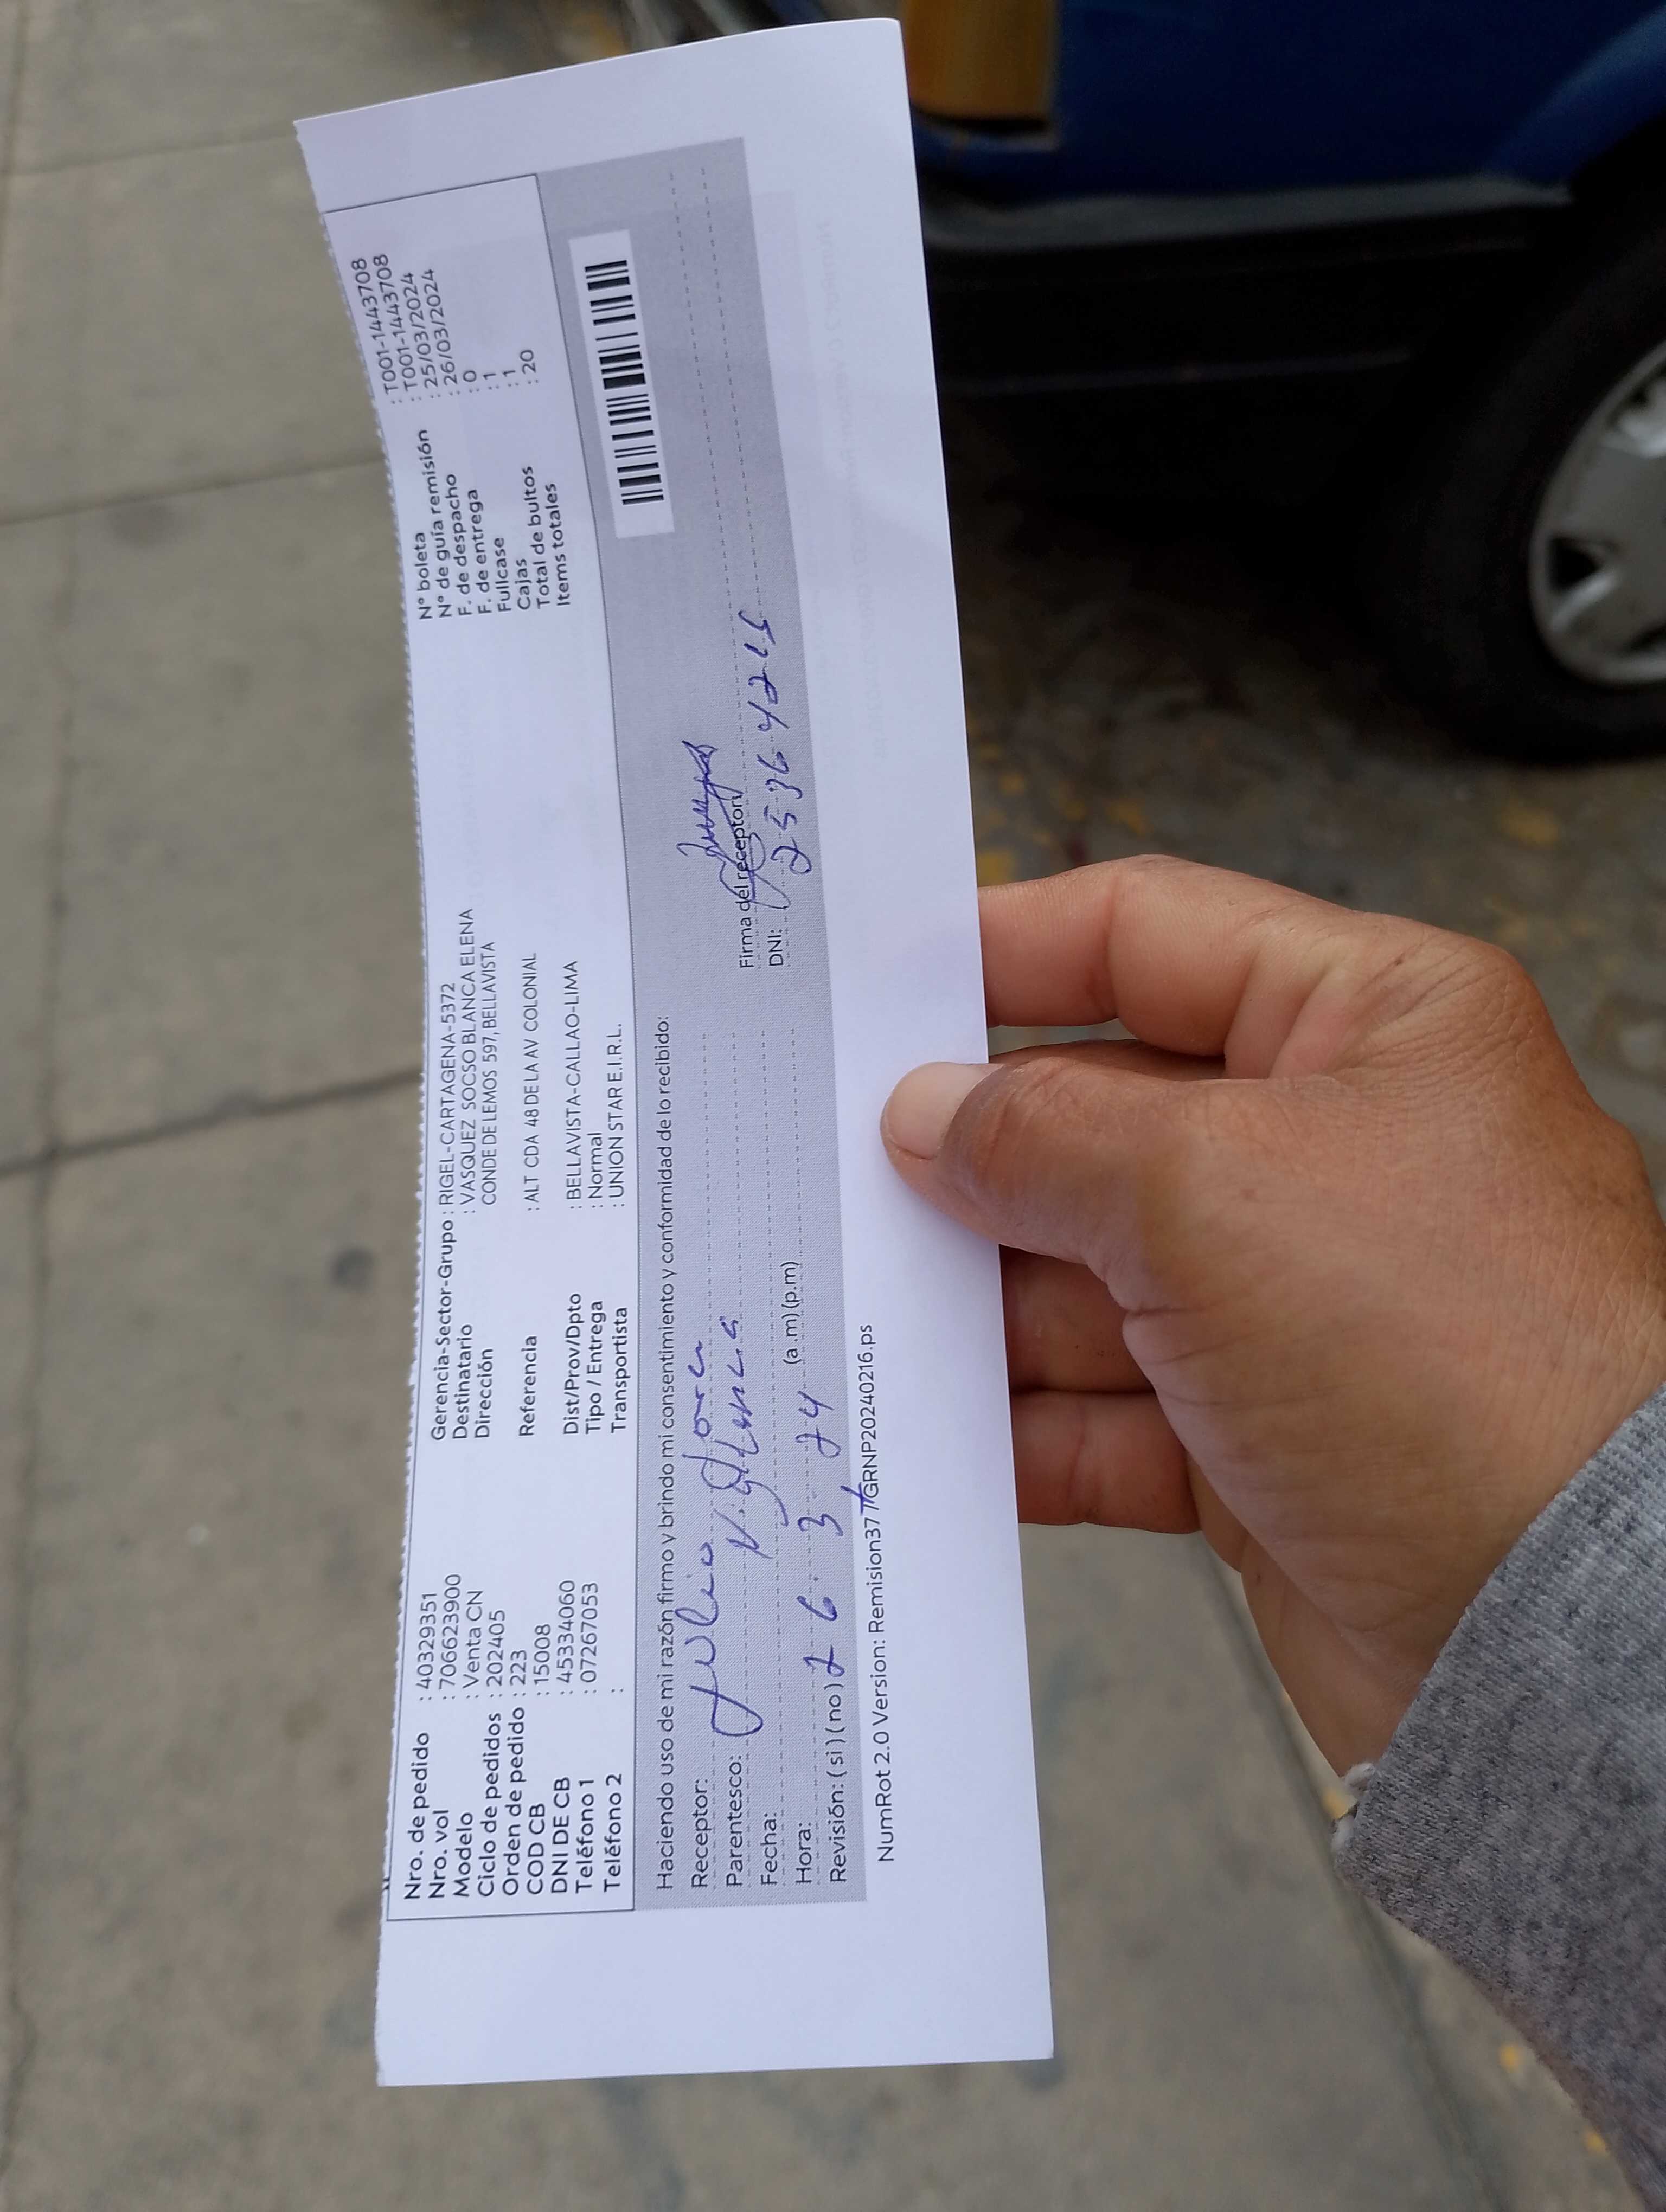 Nro. de pedido : 40329351
Nro. vol : 706623900
Modelo : Venta CN
Ciclo de pedidos : 202405
Orden de pedido : 223
COD CB : 15008
DNI DE CB : 45334060
Teléfono 1 : 07267053
Teléfono 2 :
Gerencia-Sector-Grupo : RIGEL-CARTAGENA-5372
Destinatario : VASQUEZ SOCSO BLANCA ELENA
Dirección CONDE DE LEMOS 597, BELLAVISTA
Referencia : ALT CDA 48 DE LA AV COLONIAL
Dist/Prov/Dpto : BELLAVISTA-CALLAO-LIMA
Tipo / Entrega : Normal
Transportista : UNION STAR E.I.R.L.
N° boleta : T001-1443708
N° de guía remisión : T001-1443708
F. de despacho : 25/03/2024
F. de entrega : 26/03/2024
Fullcase : 0
Cajas : 1
Total de bultos : 1
Items totales : 20
Haciendo uso de mi razón firmo y brindo mi consentimiento y conformidad de lo recibido:
Receptor: Julio
Parentesco:
Fecha:
Hora: (a.m) (p.m)
Revisión: ( si ) ( no ) 26 3 24
Firma del receptor:
DNI: 25364215
NumRot 2.0 Version: Remision37 7/GRNP20240216.ps